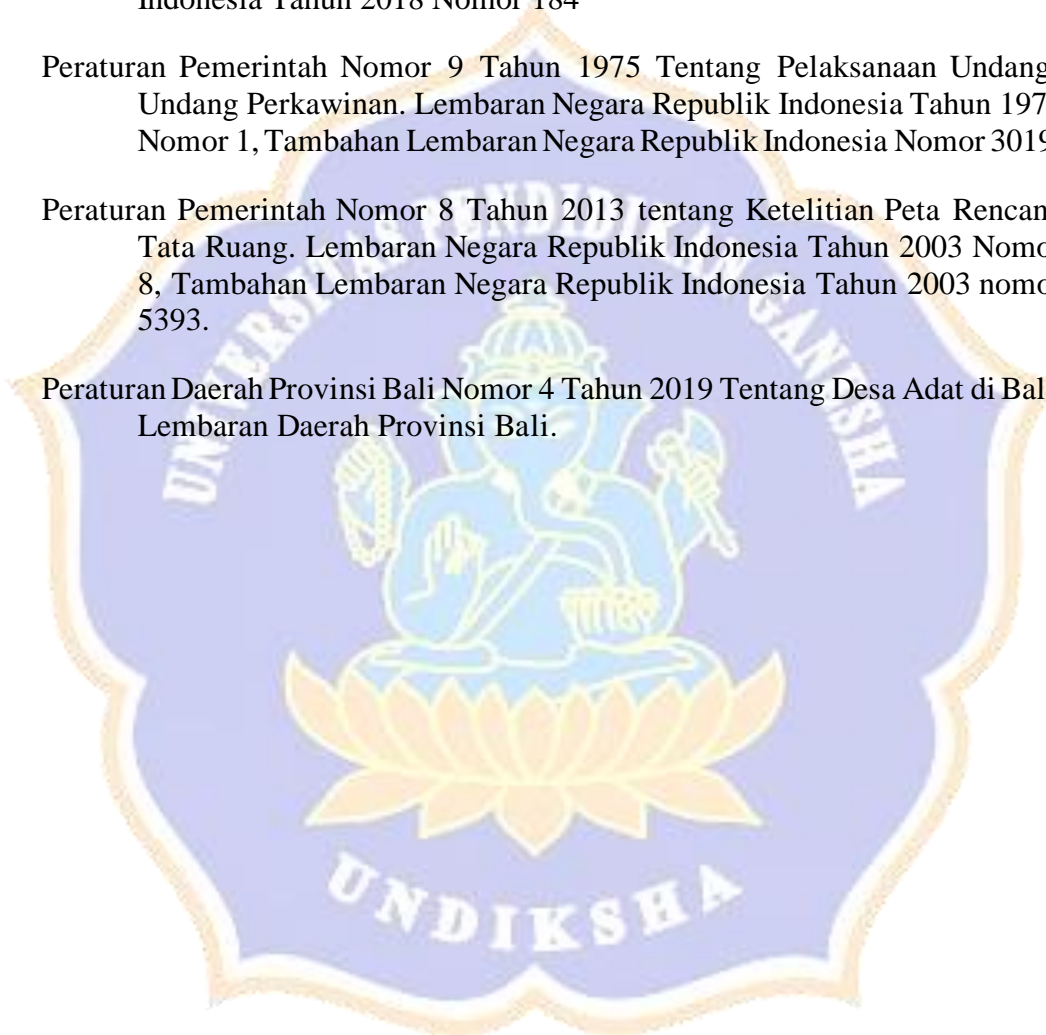 Indonesia Tahun 2018 Nomor 184
Peraturan Pemerintah Nomor 9 Tahun 1975 Tentang Pelaksanaan Undang
Undang Perkawinan. Lembaran Negara Republik Indonesia Tahun 197
Nomor 1, Tambahan Lembaran Negara Republik Indonesia Nomor 3019
Peraturan Pemerintah Nomor 8 Tahun 2013 tentang Ketelitian Peta Rencan
Tata Ruang. Lembaran Negara Republik Indonesia Tahun 2003 Nomo
8, Tambahan Lembaran Negara Republik Indonesia Tahun 2003 nomo
5393.
Peraturan Daerah Provinsi Bali Nomor 4 Tahun 2019 Tentang Desa Adat di Bal
Lembaran Daerah Provinsi Bali.
UNIVERSITAS PENDIDIKAN GANESHA
UNDIKSHA